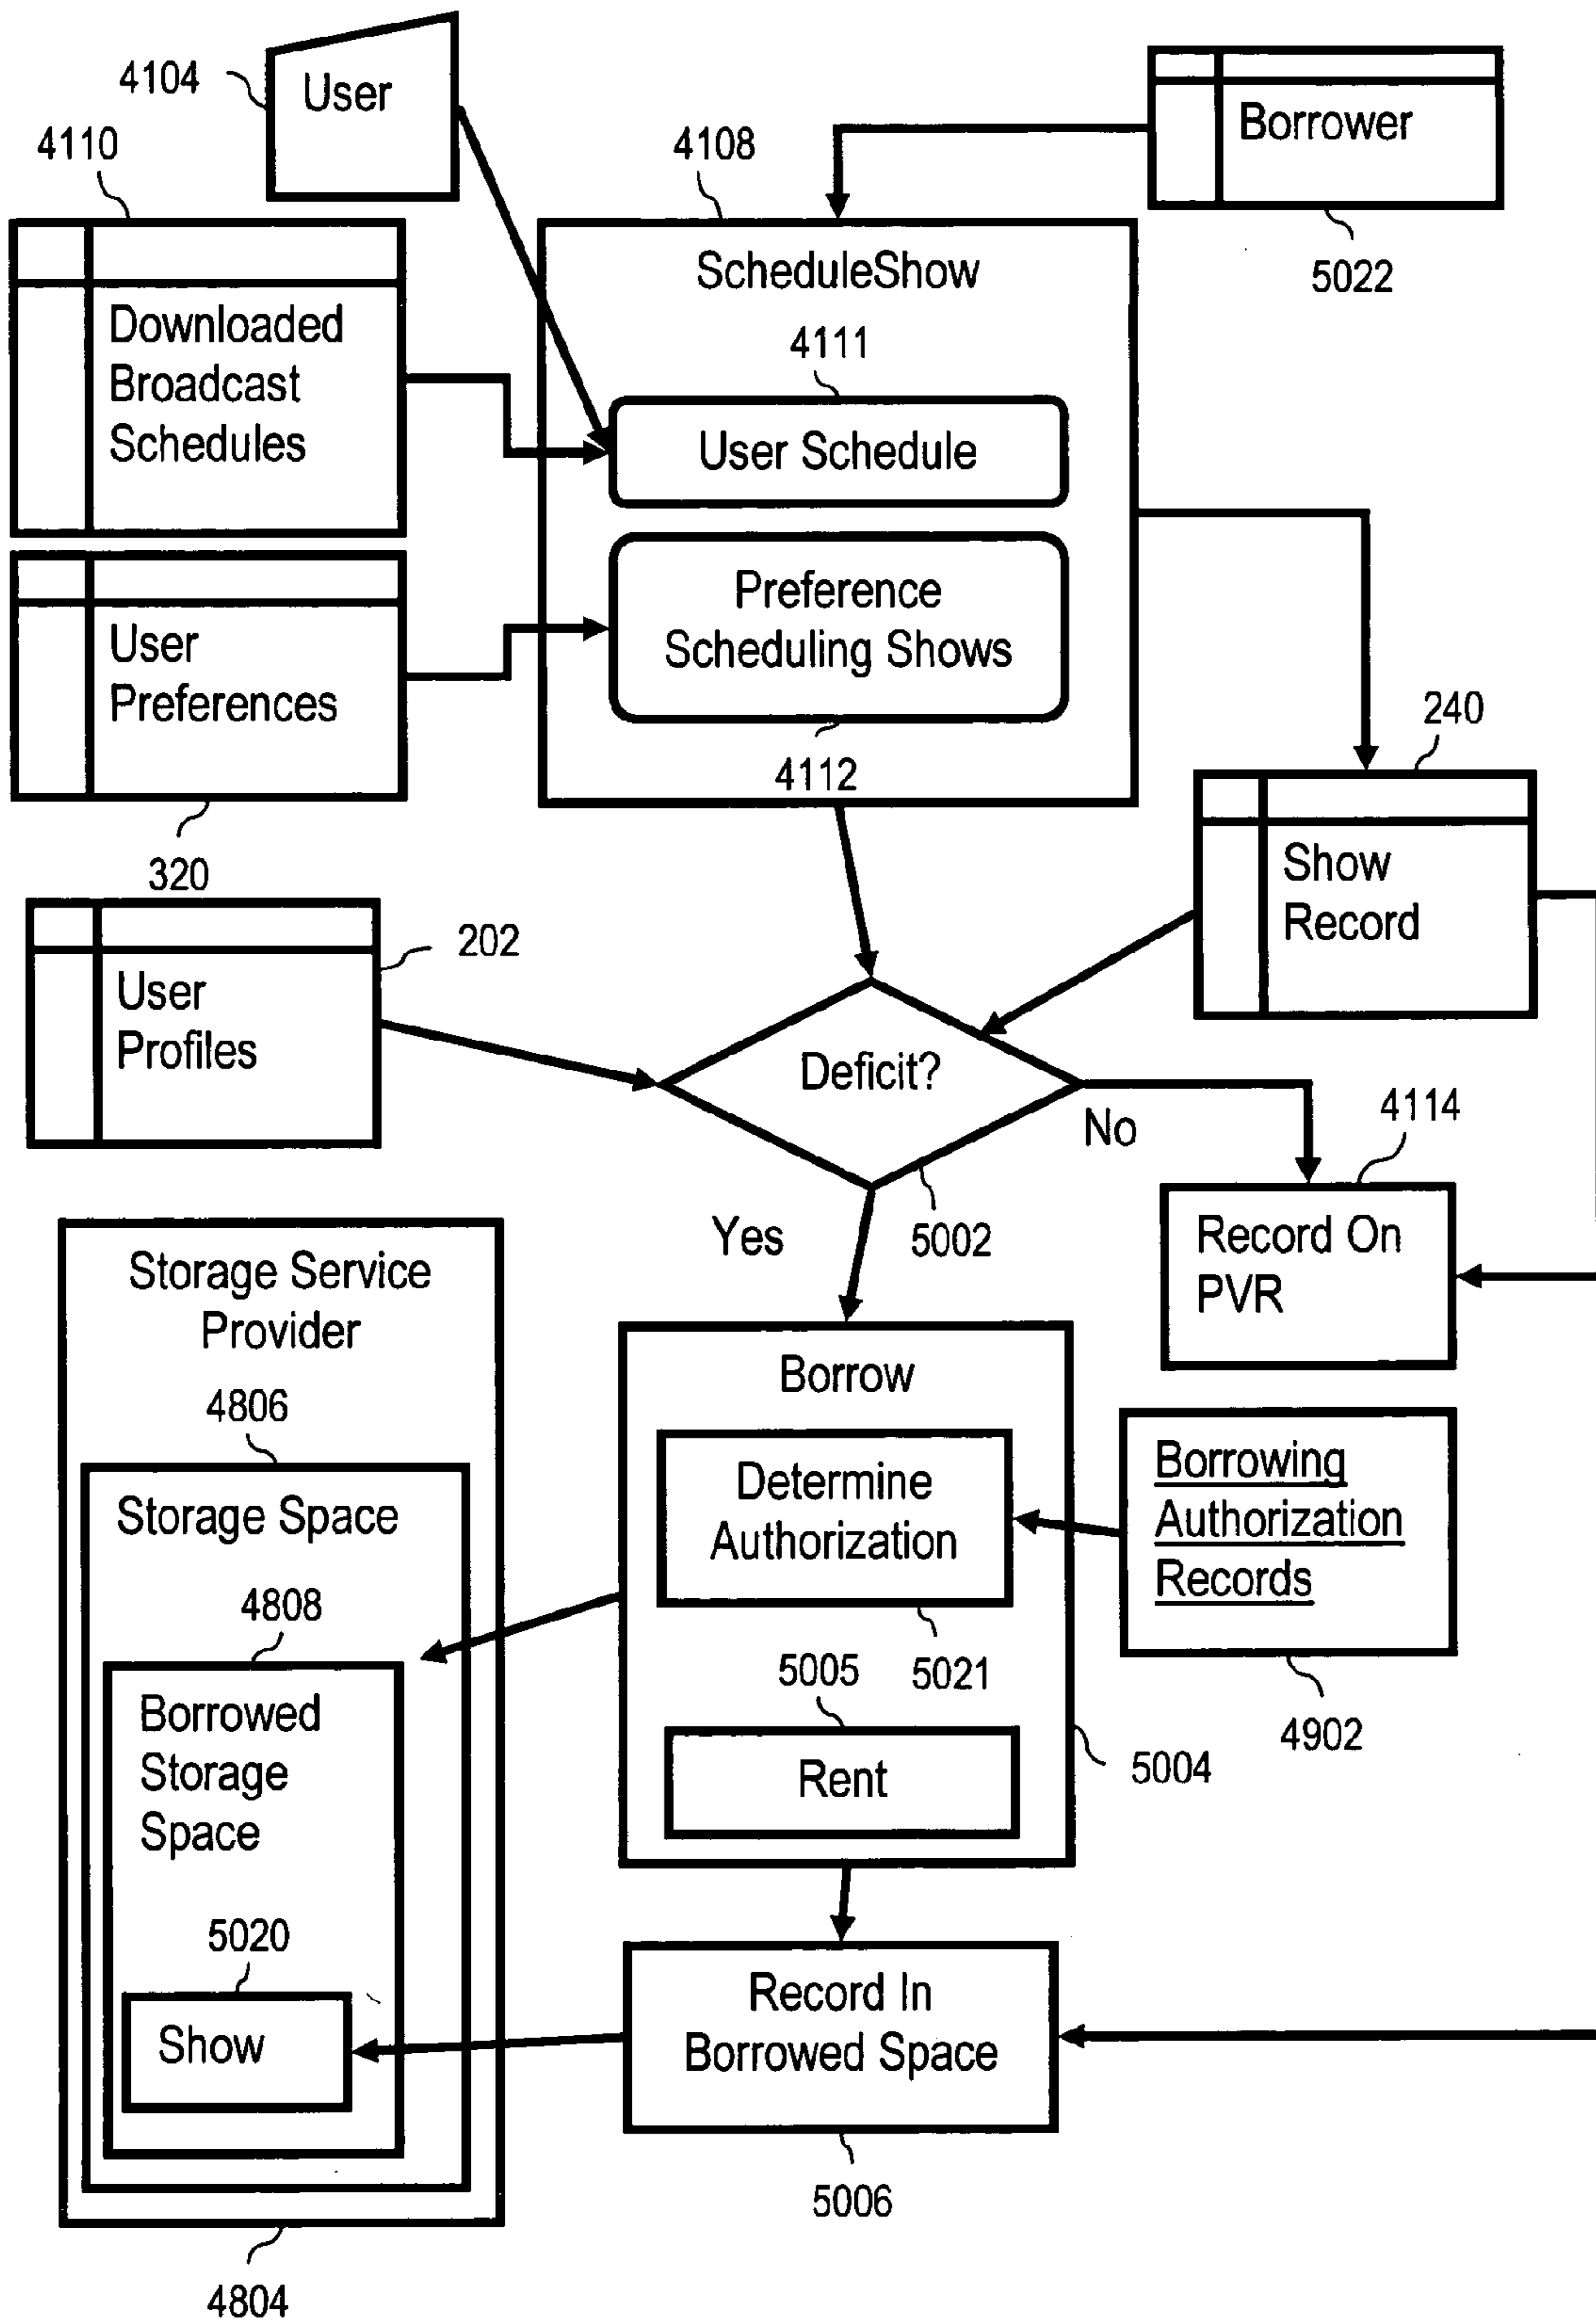 4104
User
Borrower
5022
4110
Downloaded
Broadcast
Schedules
4108
ScheduleShow
4111
User Schedule
Preference
Scheduling Shows
4112
User
Preferences
320
240
Show
Record
202
User
Profiles
Deficit?
No
Yes
5002
4114
Record On
PVR
Storage Service
Provider
4806
Storage Space
4808
Borrowed
Storage
Space
5020
Show
4804
Borrow
Determine
Authorization
5021
5005
Rent
5004
Borrowing
Authorization
Records
4902
Record In
Borrowed Space
5006